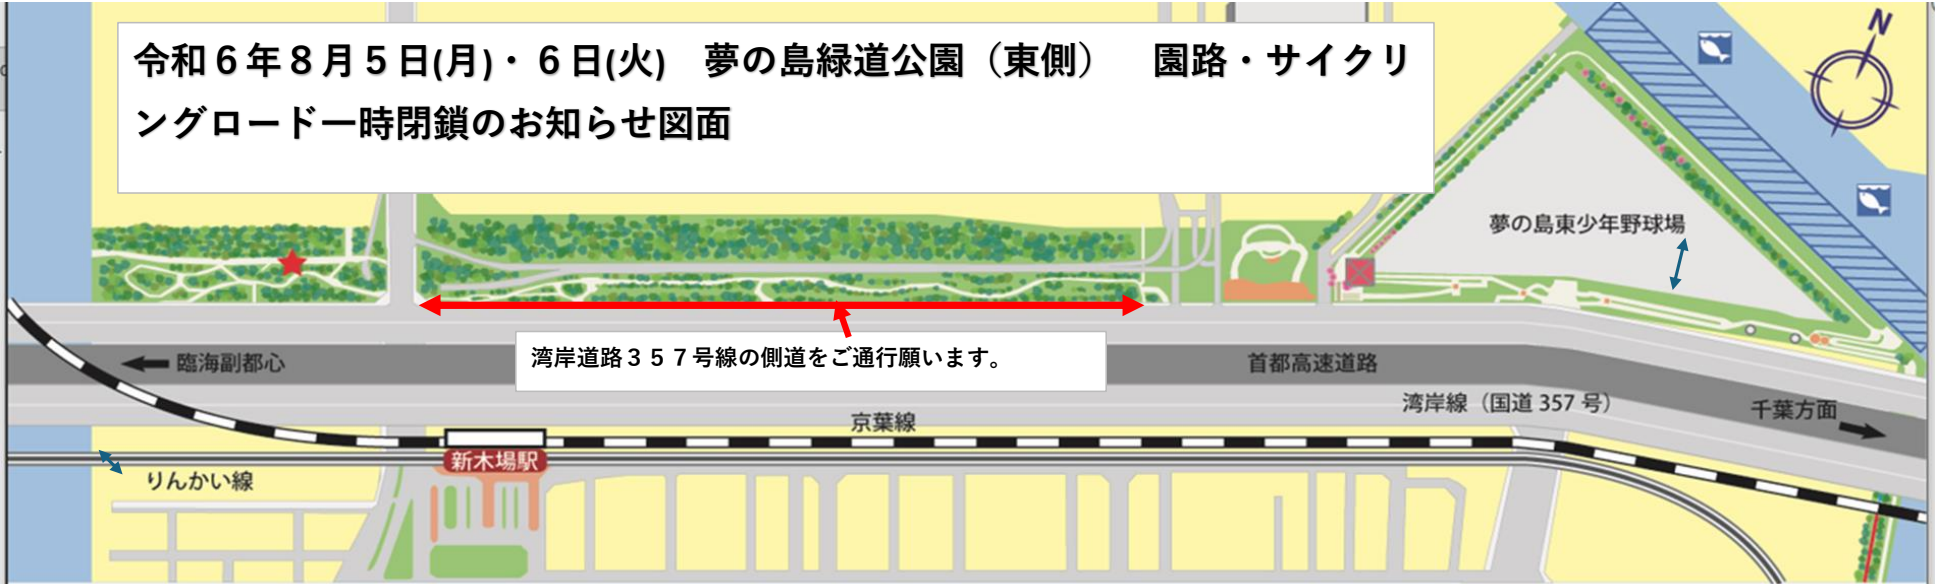 令和６年８月５日(月)・６日(火)　夢の島緑道公園（東側）　園路・サイクリ
ングロード一時閉鎖のお知らせ図面
N
夢の島東少年野球場
湾岸道路３５７号線の側道をご通行願います。
臨海副都心
首都高速道路
湾岸線（国道 357 号）
千葉方面
京葉線
新木場駅
りんかい線